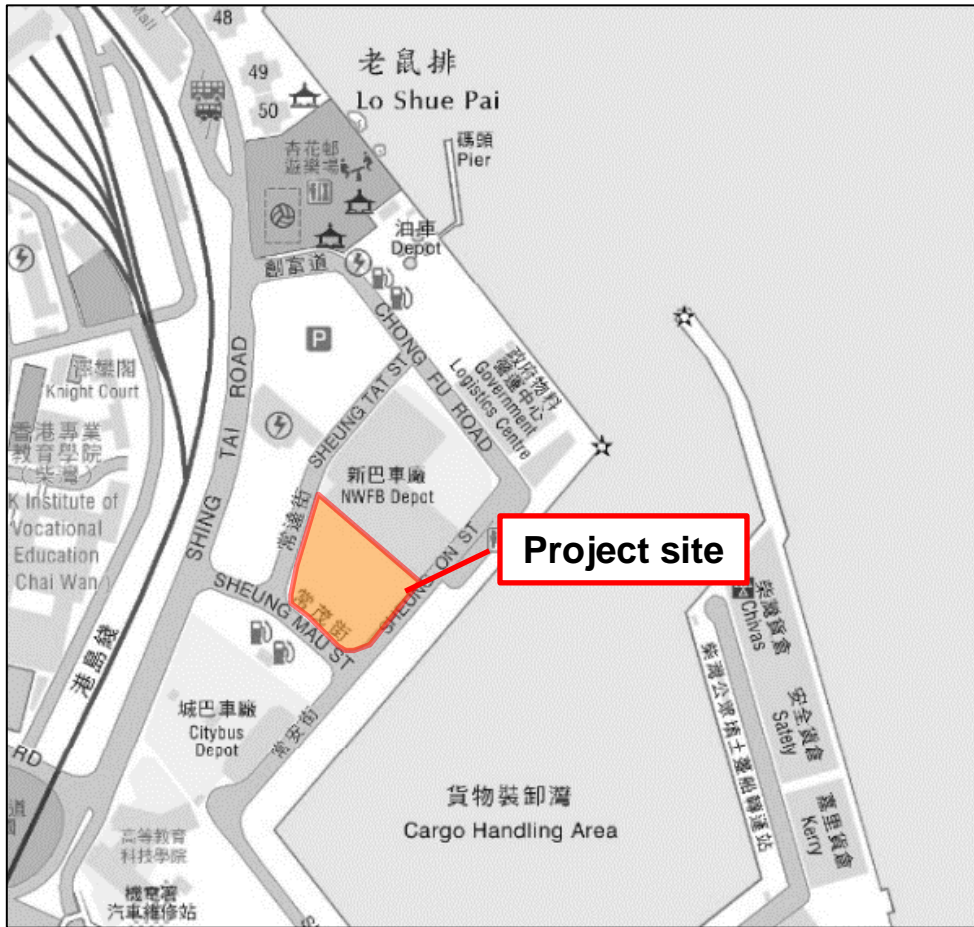 Mall
48
49
50
老鼠排
Lo Shue Pai
碼頭
Pier
杏花邨
遊樂場
油庫
Depot
創富道
CHONG FU ROAD
P
SHING TAI ROAD
SHEUNG TAT ST
常達街
政府物料
營運中心
Government
Logistics Centre
Knight Court
香港專業
教育學院
(柴灣)
K Institute of
Vocational
Education
Chai Wan )
新巴車廠
NWFB Depot
SHEUNG ON ST
Project site
SHEUNG MAU ST
常茂街
港島綫
城巴車廠
Citybus
Depot
常安街
RD
道
高等教育
科技學院
機電署
汽車維修站
貨物裝卸灣
Cargo Handling Area
柴灣公眾填土躉船轉運站
柴灣貨倉
Chivas
安全貨倉
Safety
嘉里貨倉
Kerry